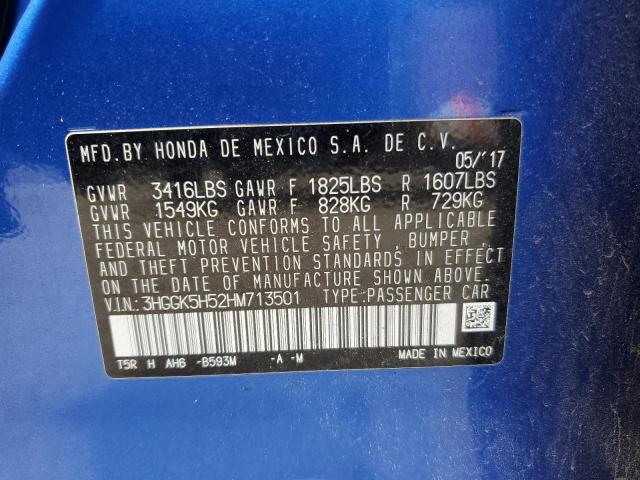 MFD.BY HONDA DE MEXICO S.A. DE C.V.
05/'17
GVWR 3416LBS GAWR F 1825LBS R 1607LBS
GVWR 1549KG GAWR F 828KG R 729KG
THIS VEHICLE CONFORMS TO ALL APPLICABLE
FEDERAL MOTOR VEHICLE SAFETY, BUMPER,
AND THEFT PREVENTION STANDARDS IN EFFECT
ON THE DATE OF MANUFACTURE SHOWN ABOVE.
V.I.N.:3HGGK5H52HM713501 TYPE:PASSENGER CAR
T5R H AH6 -B593M -A -M MADE IN MEXICO